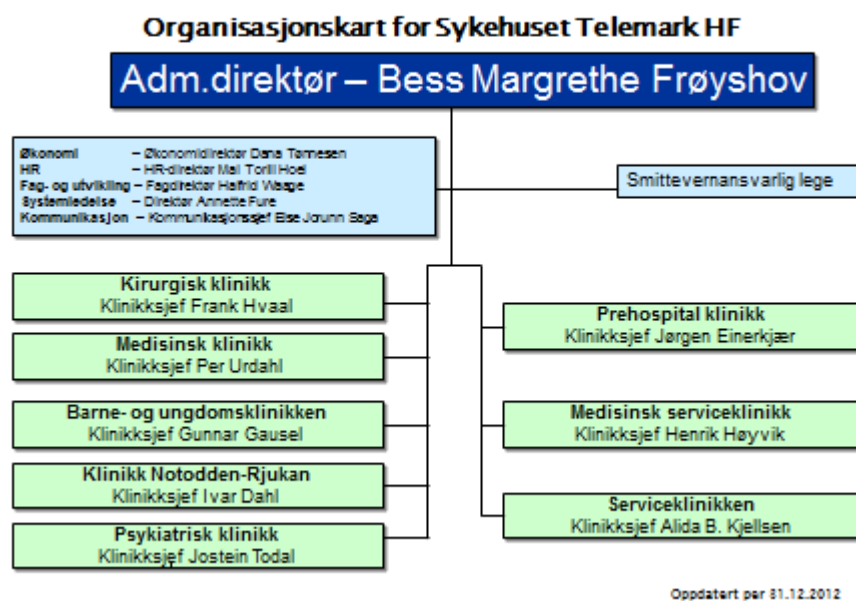 Organisasjonskart for Sykehuset Telemark HF
Adm.direktør – Bess Margrethe Frøyshov
Økonomi – Økonomidirektør Dana Tønnesen
HR – HR-direktør Mai Torill Hoel
Fag- og utvikling – Fagdirektør Halfrid Waage
Systemledelse – Direktør Annette Fure
Kommunikasjon – Kommunikasjonssjef Else Jorunn Saga
Smittevernansvarlig lege
Kirurgisk klinikk
Klinikksjef Frank Hvaal
Medisinsk klinikk
Klinikksjef Per Urdahl
Barne- og ungdomsklinikken
Klinikksjef Gunnar Gausel
Klinikk Notodden-Rjukan
Klinikksjef Ivar Dahl
Psykiatrisk klinikk
Klinikksjef Jostein Todal
Prehospital klinikk
Klinikksjef Jørgen Einerkjær
Medisinsk serviceklinikk
Klinikksjef Henrik Høyvik
Serviceklinikken
Klinikksjef Alida B. Kjellsen
Oppdatert per 31.12.2012